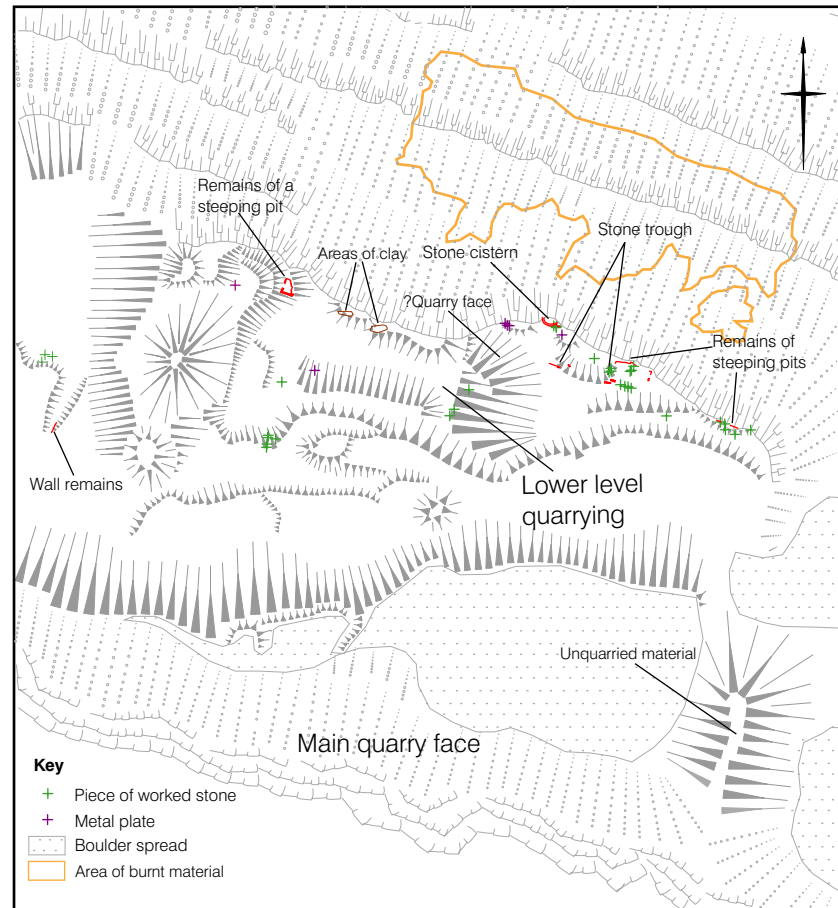 Remains of a
steeping pit
Areas of clay
Stone cistern
Stone trough
?Quarry face
Remains of
steeping pits
Wall remains
Lower level
quarrying
Unquarried material
Main quarry face
Key
Piece of worked stone
Metal plate
Boulder spread
Area of burnt material